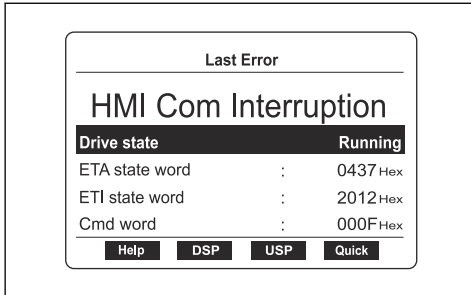 Last Error
HMI Com Interruption
Drive state Running
ETA state word : 0437 Hex
ETI state word : 2012 Hex
Cmd word : 000F Hex
Help DSP USP Quick